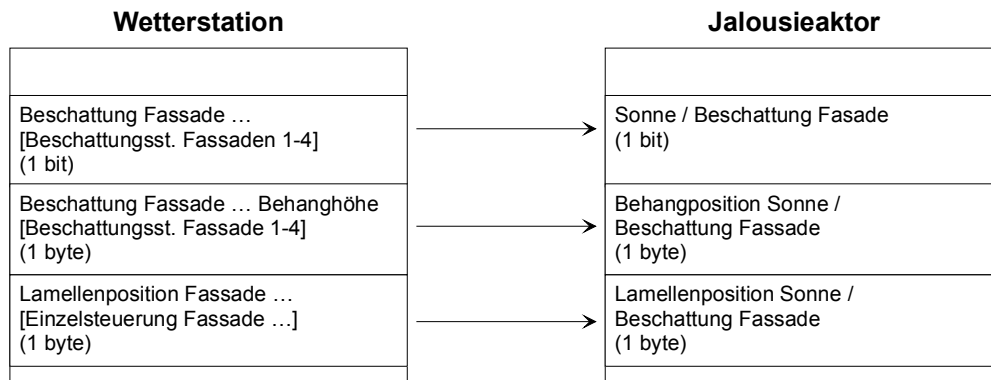 Wetterstation
Jalousieaktor
Beschattung Fassade …
[Beschattungsst. Fassaden 1-4]
(1 bit)
Sonne / Beschattung Fasade
(1 bit)
Beschattung Fassade … Behanghöhe
[Beschattungsst. Fassade 1-4]
(1 byte)
Behangposition Sonne /
Beschattung Fassade
(1 byte)
Lamellenposition Fassade …
[Einzelsteuerung Fassade …]
(1 byte)
Lamellenposition Sonne /
Beschattung Fassade
(1 byte)